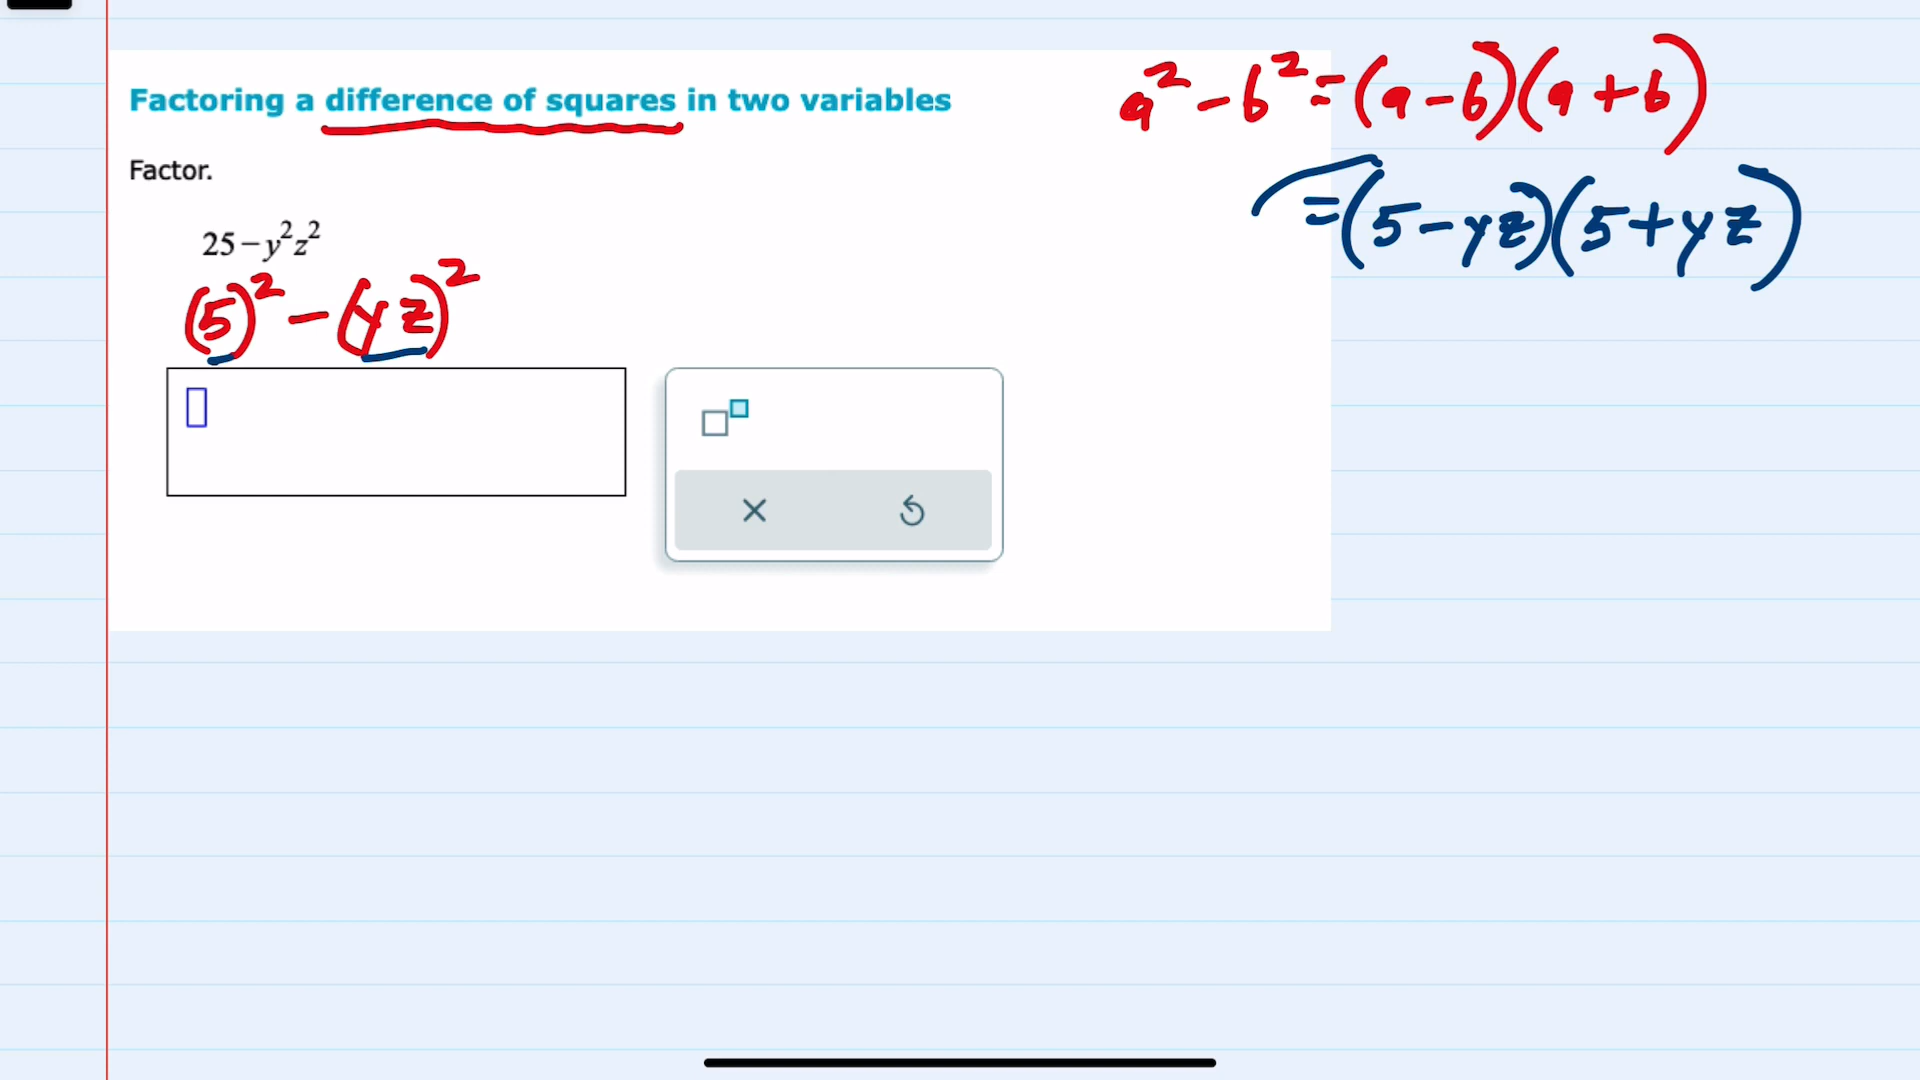 Factoring a difference of squares in two variables
a² - b² = (a - b)(a + b)
Factor.
= (5 - yz)(5 + yz)
25 − y²z²
(5)² - (yz)²